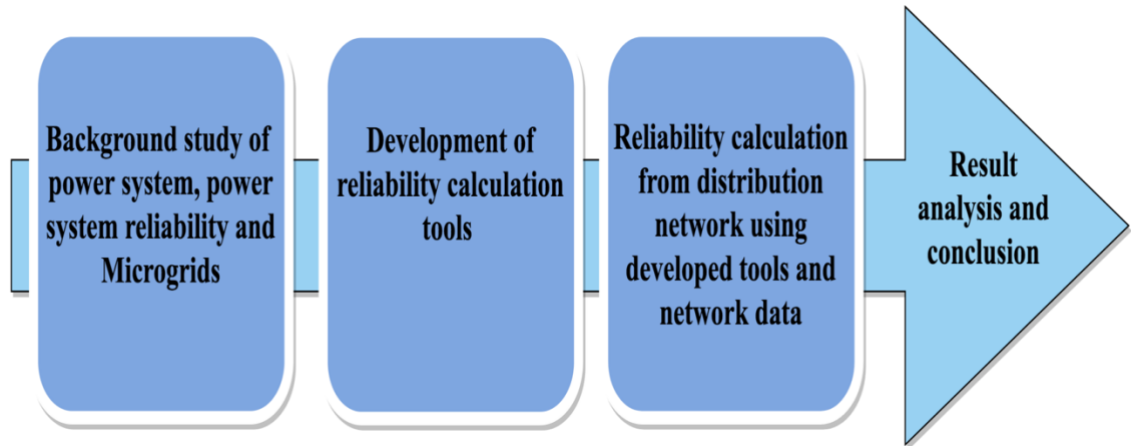 Background study of
power system, power
system reliability and
Microgrids
Development of
reliability calculation
tools
Reliability calculation
from distribution
network using
developed tools and
network data
Result
analysis and
conclusion